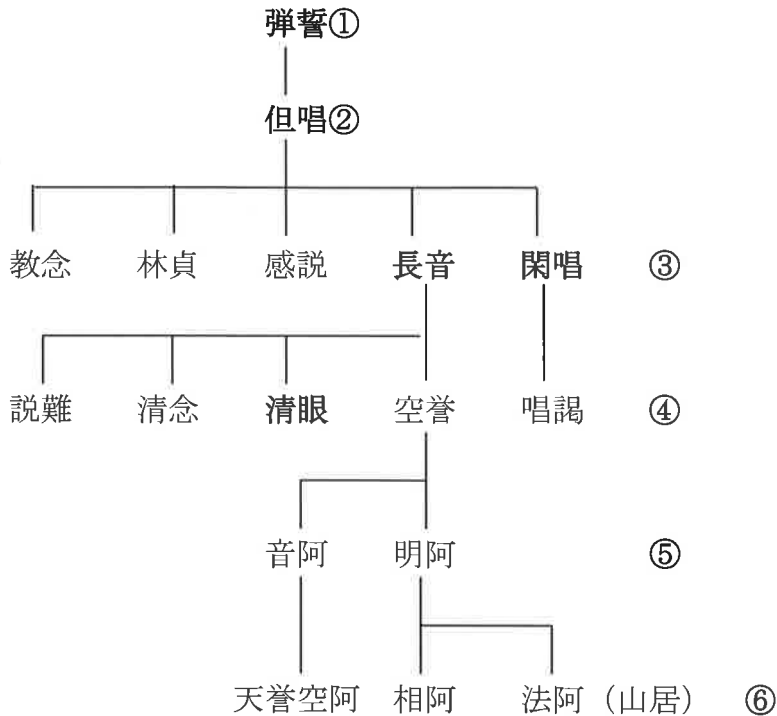 弾誓①
但唱②
教念 林貞 感説 長音 閑唱 ③
説難 清念 清眼 空誉 唱謁 ④
音阿 明阿 ⑤
天誉空阿 相阿 法阿（山居） ⑥